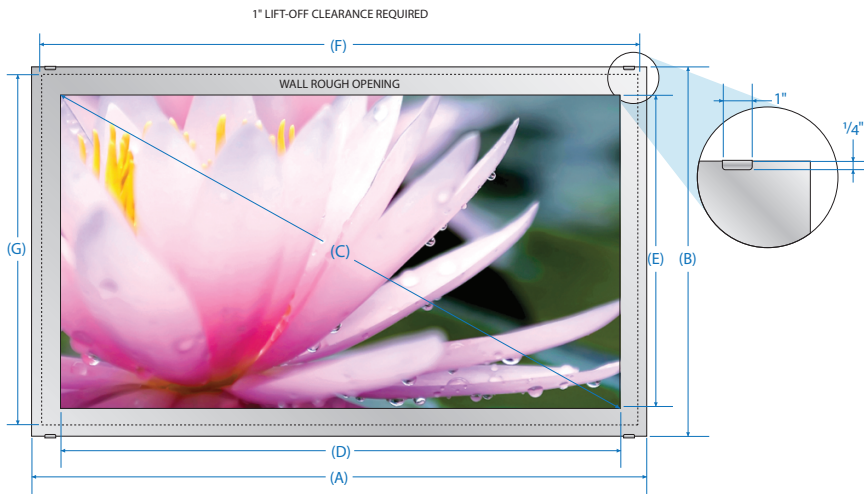 1" LIFT-OFF CLEARANCE REQUIRED
(F)
WALL ROUGH OPENING
1"
1/4"
(G)
(C)
(E)
(B)
(D)
(A)